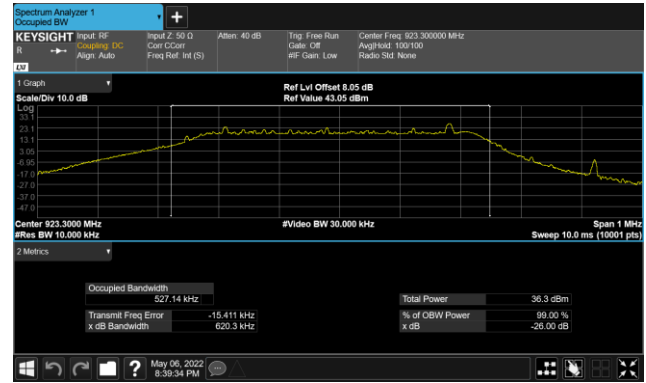 Spectrum Analyzer 1
Occupied BW
+
KEYSIGHT Input: RF Input Z: 50 Ω Atten: 40 dB Trig: Free Run Center Freq: 923.300000 MHz
R Coupling: DC Corr CCorr Gate: Off Avg|Hold: 100/100
Align: Auto Freq Ref: Int (S) #IF Gain: Low Radio Std: None
LXI
1 Graph Ref Lvl Offset 8.05 dB
Scale/Div 10.0 dB Ref Value 43.05 dBm
Log
33.1
23.1
13.1
3.05
-6.95
-17.0
-27.0
-37.0
-47.0
Center 923.3000 MHz #Video BW 30.000 kHz Span 1 MHz
#Res BW 10.000 kHz Sweep 10.0 ms (10001 pts)
2 Metrics
Occupied Bandwidth
527.14 kHz Total Power 36.3 dBm
Transmit Freq Error -15.411 kHz % of OBW Power 99.00 %
x dB Bandwidth 620.3 kHz x dB -26.00 dB
? May 06, 2022
8:39:34 PM